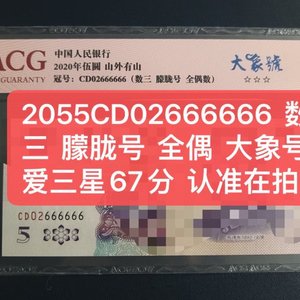 ACG
GUARANTY
中国人民银行
2020年伍圆 山外有山
冠号：CD02666666（数三 朦胧号 全偶数）
大象號
☆☆☆
2055CD02666666 数
三 朦胧号 全偶 大象号
爱三星67分 认准在拍
CD02666666
5